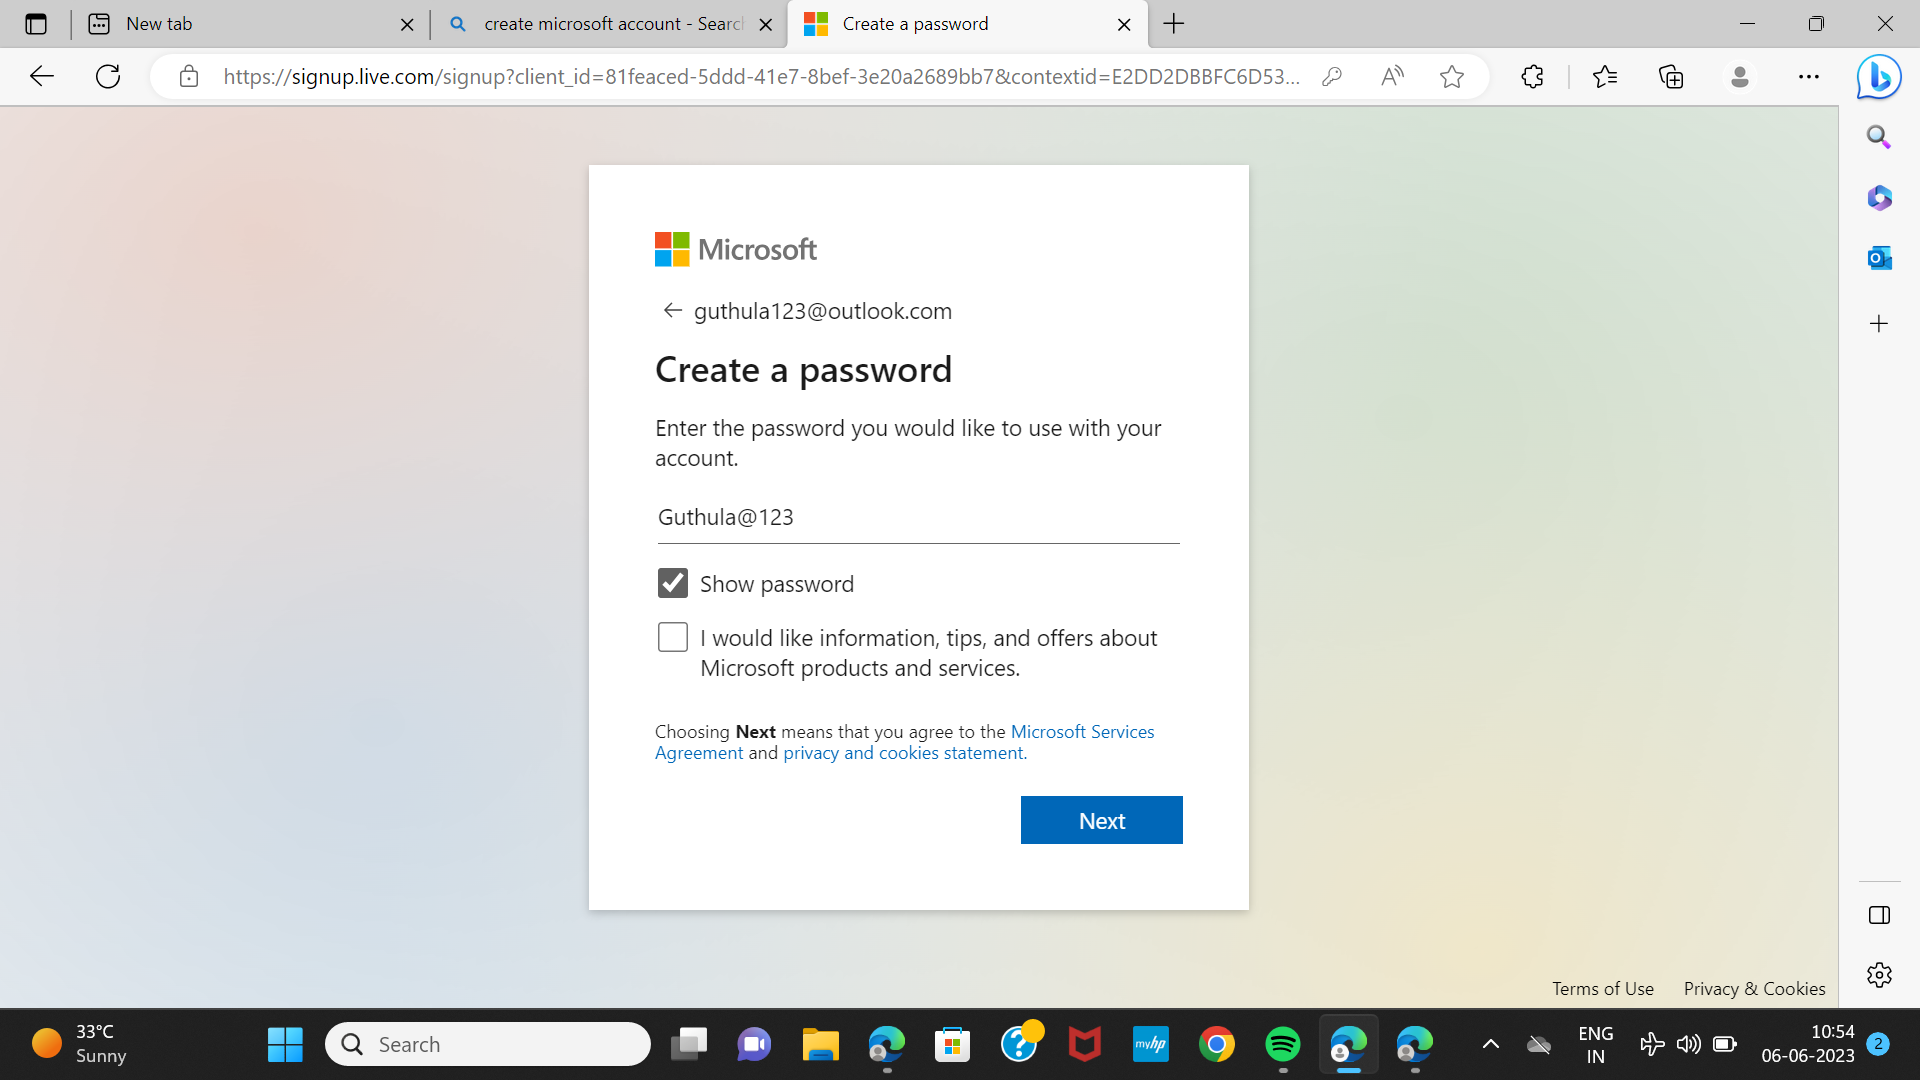 New tab
create microsoft account - Searc
Create a password
https://signup.live.com/signup?client_id=81feaced-5ddd-41e7-8bef-3e20a2689bb7&contextid=E2DD2DBBFC6D53...
Microsoft
guthula123@outlook.com
Create a password
Enter the password you would like to use with your
account.
Guthula@123
Show password
I would like information, tips, and offers about
Microsoft products and services.
Choosing Next means that you agree to the Microsoft Services
Agreement and privacy and cookies statement.
Next
Terms of Use Privacy & Cookies
33°C
Sunny
Search
myhp
ENG
IN
10:54
06-06-2023
2